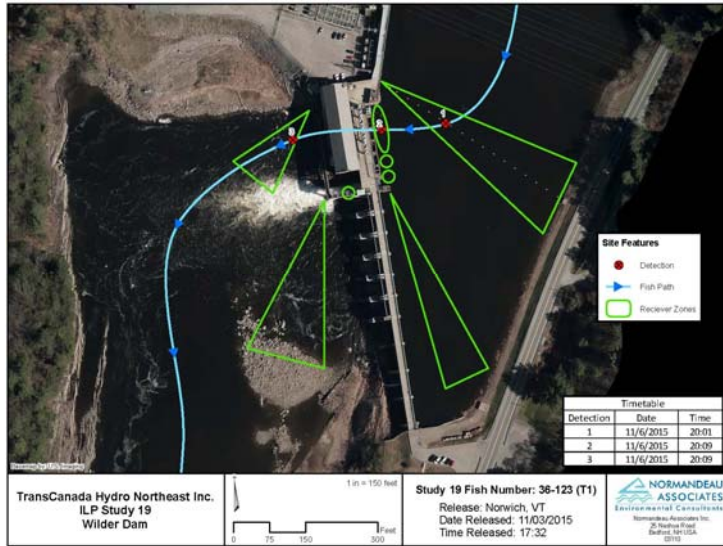 Site Features
Detection
Fish Path
Reciever Zones
Timetable
Detection Date Time
1 11/6/2015 20:01
2 11/6/2015 20:09
3 11/6/2015 20:09
TransCanada Hydro Northeast Inc.
ILP Study 19
Wilder Dam
1 in = 150 feet
Feet
0 75 150 300
Study 19 Fish Number: 36-123 (T1)
Release: Norwich, VT
Date Released: 11/03/2015
Time Released: 17:32
NORMANDEAU
ASSOCIATES
Environmental Consultants
Normandeau Associates Inc.
25 Nashua Road
Bedford, NH USA
03110